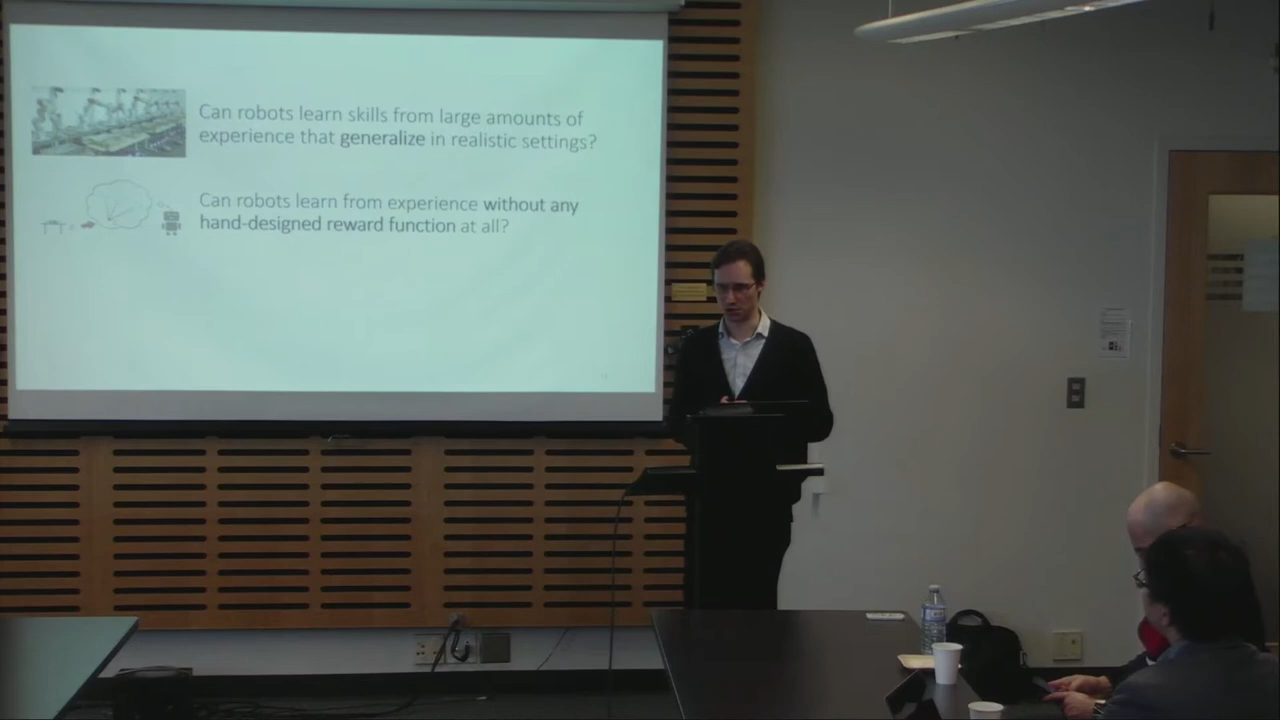 Can robots learn skills from large amounts of
experience that generalize in realistic settings?
Can robots learn from experience without any
hand-designed reward function at all?